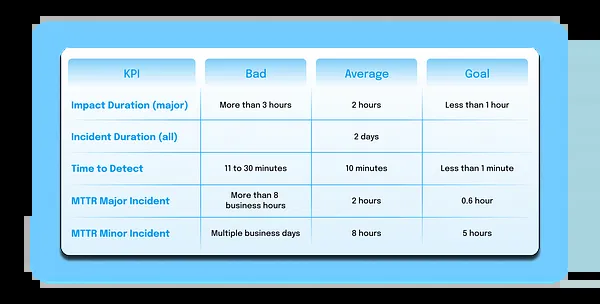 KPI Bad Average Goal
Impact Duration (major) More than 3 hours 2 hours Less than 1 hour
Incident Duration (all) 2 days
Time to Detect 11 to 30 minutes 10 minutes Less than 1 minute
MTTR Major Incident More than 8 business hours 2 hours 0.6 hour
MTTR Minor Incident Multiple business days 8 hours 5 hours